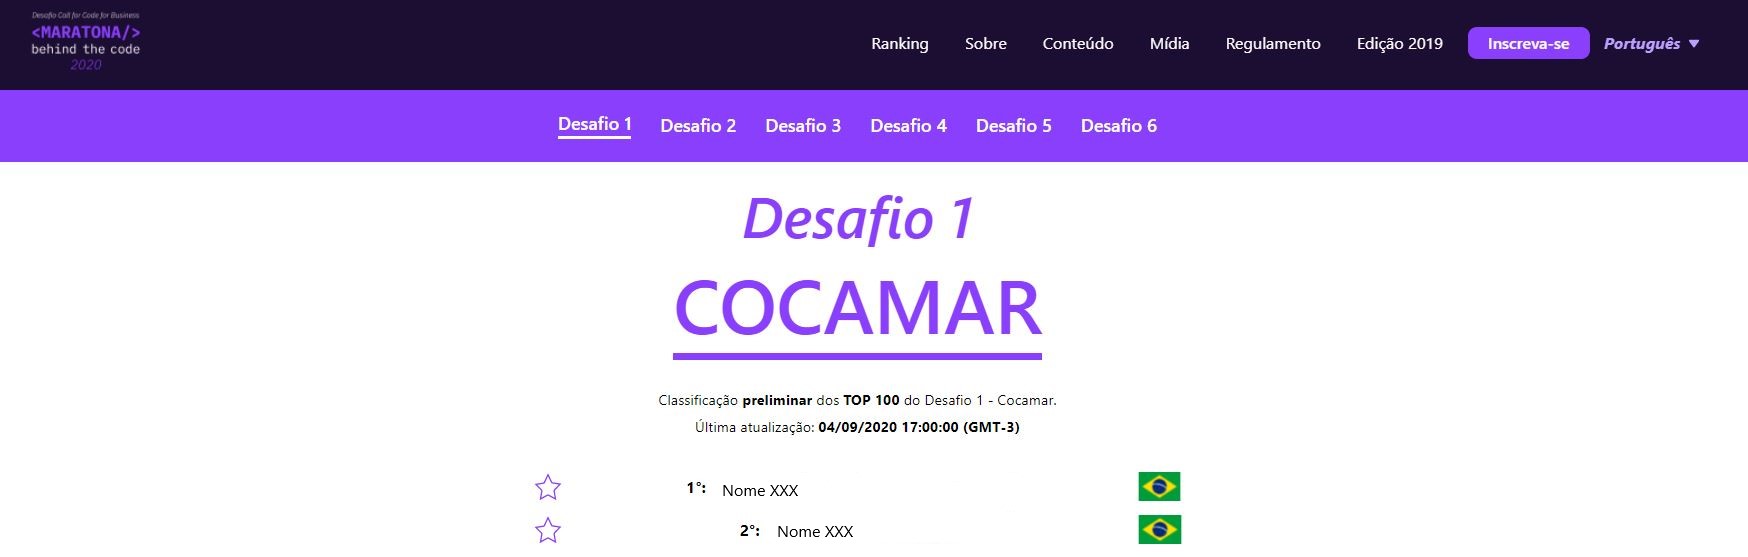 Desafio Call for Code for Business
<MARATONA/>
behind the code
2020
Ranking Sobre Conteúdo Mídia Regulamento Edição 2019 Inscreva-se Português ▼
Desafio 1 Desafio 2 Desafio 3 Desafio 4 Desafio 5 Desafio 6
Desafio 1
COCAMAR
Classificação preliminar dos TOP 100 do Desafio 1 - Cocamar.
Última atualização: 04/09/2020 17:00:00 (GMT-3)
1°: Nome XXX
2°: Nome XXX